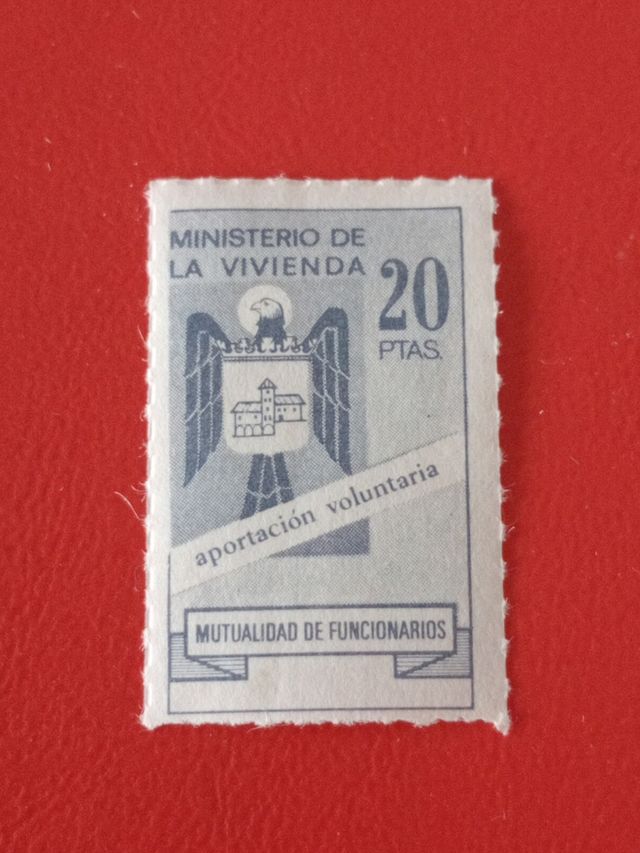 MINISTERIO DE
LA VIVIENDA
20
PTAS.
aportación voluntaria
MUTUALIDAD DE FUNCIONARIOS